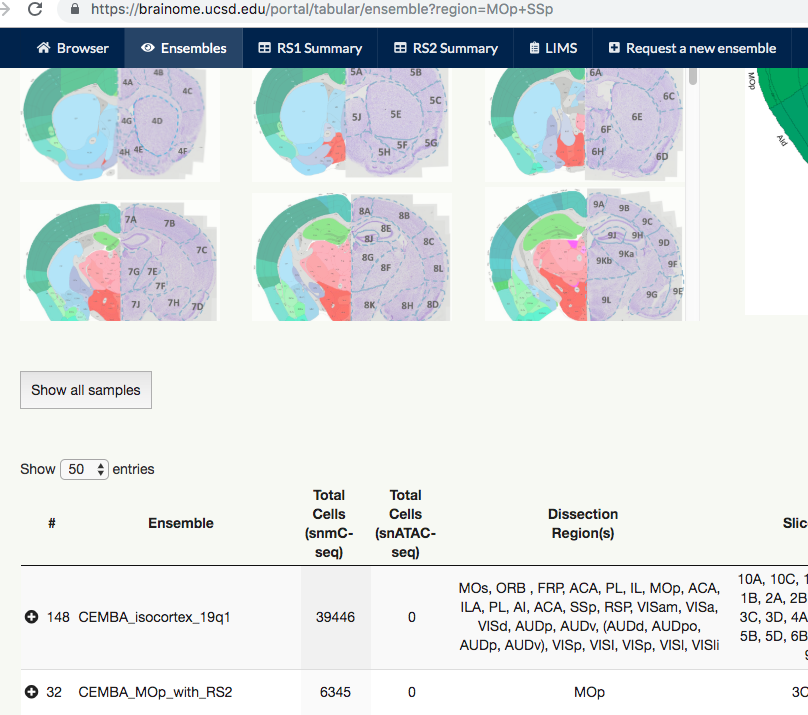 https://brainome.ucsd.edu/portal/tabular/ensemble?region=MOp+SSp
Browser Ensembles RS1 Summary RS2 Summary LIMS Request a new ensemble
4B 5A 5B 6A MOp
4A 4C 5C 6C
4G 4D 5J 5E 6F 6E
4H 4E 4F 5H 5F 5G 6H 6D AId
7A 7B 8A 8B 9A 9B
8E 9C
7C 8J 8C 9I 9H 9D
7G 7E 8G 8F 8L 9Kb 9Ka 9F
7F
7J 7H 7D 8K 8H 8D 9L 9G 9E
Show all samples
Show 50 entries
# Ensemble Total Cells (snmC-seq) Total Cells (snATAC-seq) Dissection Region(s) Slic
148 CEMBA_isocortex_19q1 39446 0
MOs, ORB , FRP, ACA, PL, IL, MOp, ACA,
ILA, PL, AI, ACA, SSp, RSP, VISam, VISa,
VISd, AUDp, AUDv, (AUDd, AUDpo,
AUDp, AUDv), VISp, VISl, VISp, VISl, VISli
10A, 10C, 1
1B, 2A, 2B
3C, 3D, 4A
5B, 5D, 6B
9
32 CEMBA_MOp_with_RS2 6345 0 MOp 3C